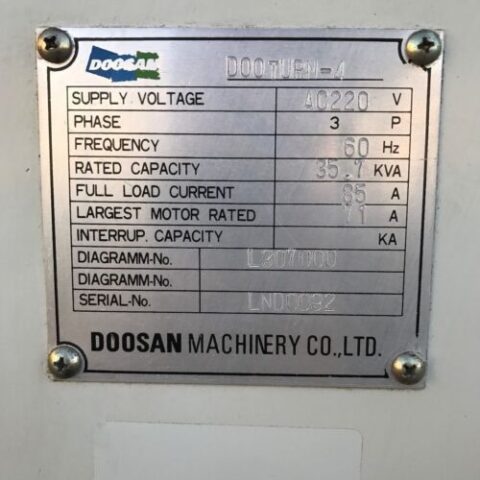 DOOSAN DOOTURN-4
SUPPLY VOLTAGE AC220 V
PHASE 3 P
FREQUENCY 60 Hz
RATED CAPACITY 35.7 KVA
FULL LOAD CURRENT A
LARGEST MOTOR RATED 71 A
INTERRUP. CAPACITY KA
DIAGRAMM-No.
DIAGRAMM-No.
SERIAL-No.
DOOSAN MACHINERY CO.,LTD.